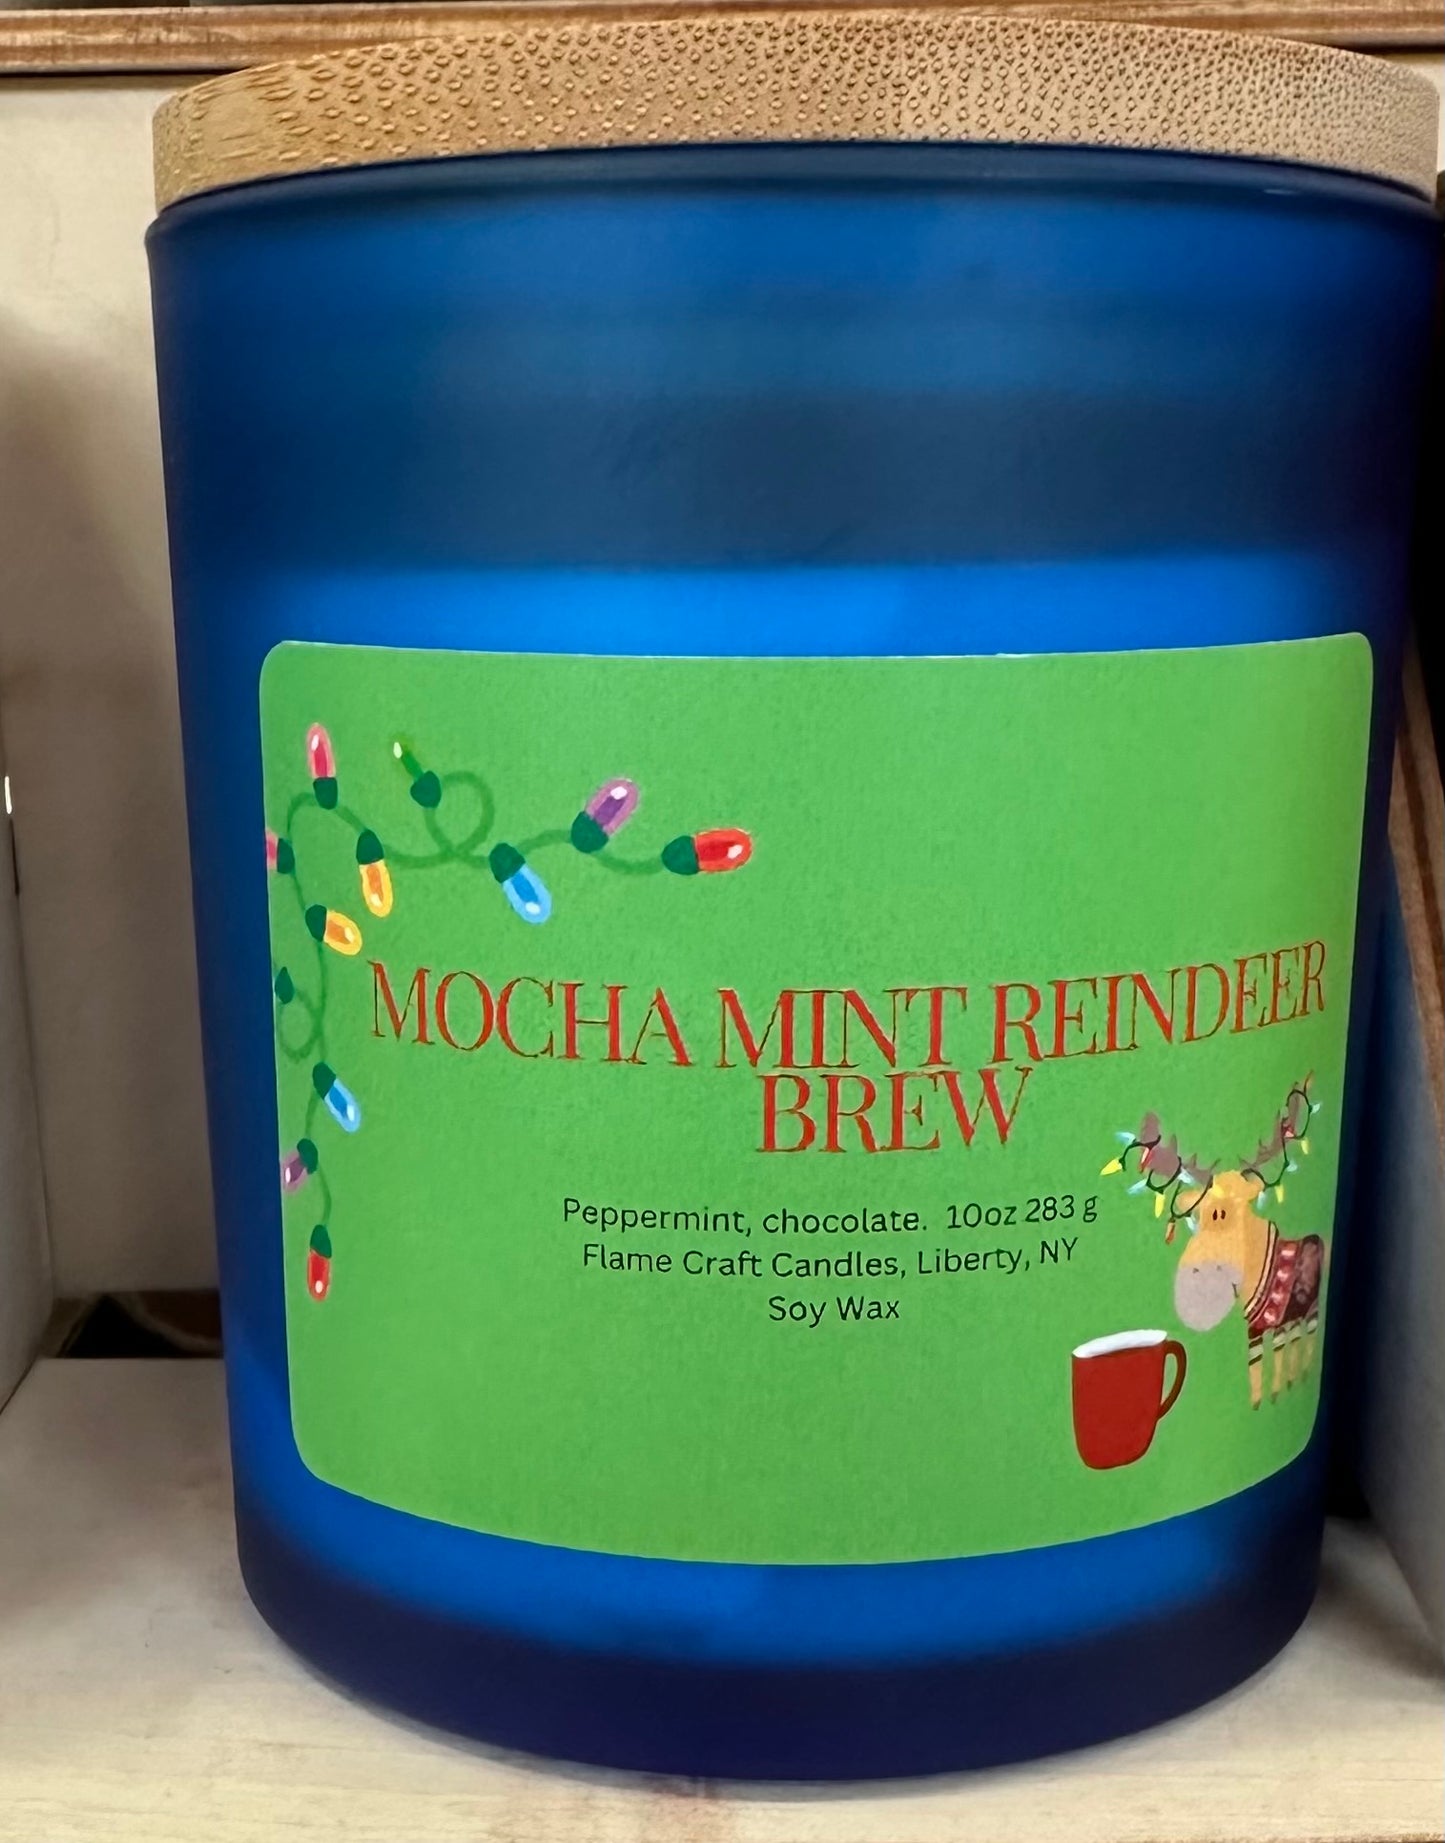 MOCHA MINT REINDEER
BREW
Peppermint, chocolate. 10oz 283 g
Flame Craft Candles, Liberty, NY
Soy Wax